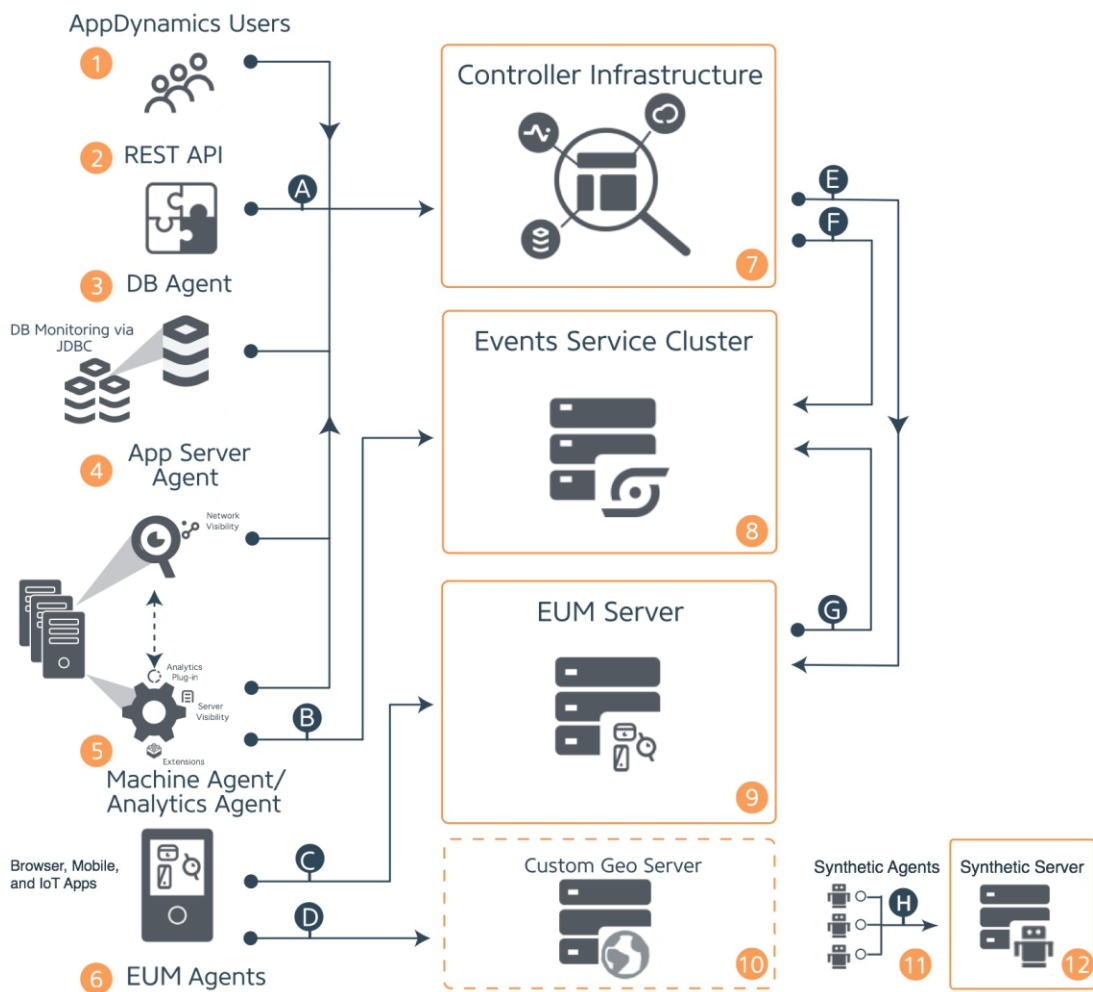 AppDynamics Users
1
2 REST API
3 DB Agent
DB Monitoring via
JDBC
4 App Server
Agent
Network
Visibility
Analytics
Plug-in
Server
Visibility
Extensions
5
Machine Agent/
Analytics Agent
Browser, Mobile,
and IoT Apps
6 EUM Agents
A
B
C
D
Controller Infrastructure
7
Events Service Cluster
8
EUM Server
9
Custom Geo Server
10
E
F
G
Synthetic Agents
H
11
Synthetic Server
12